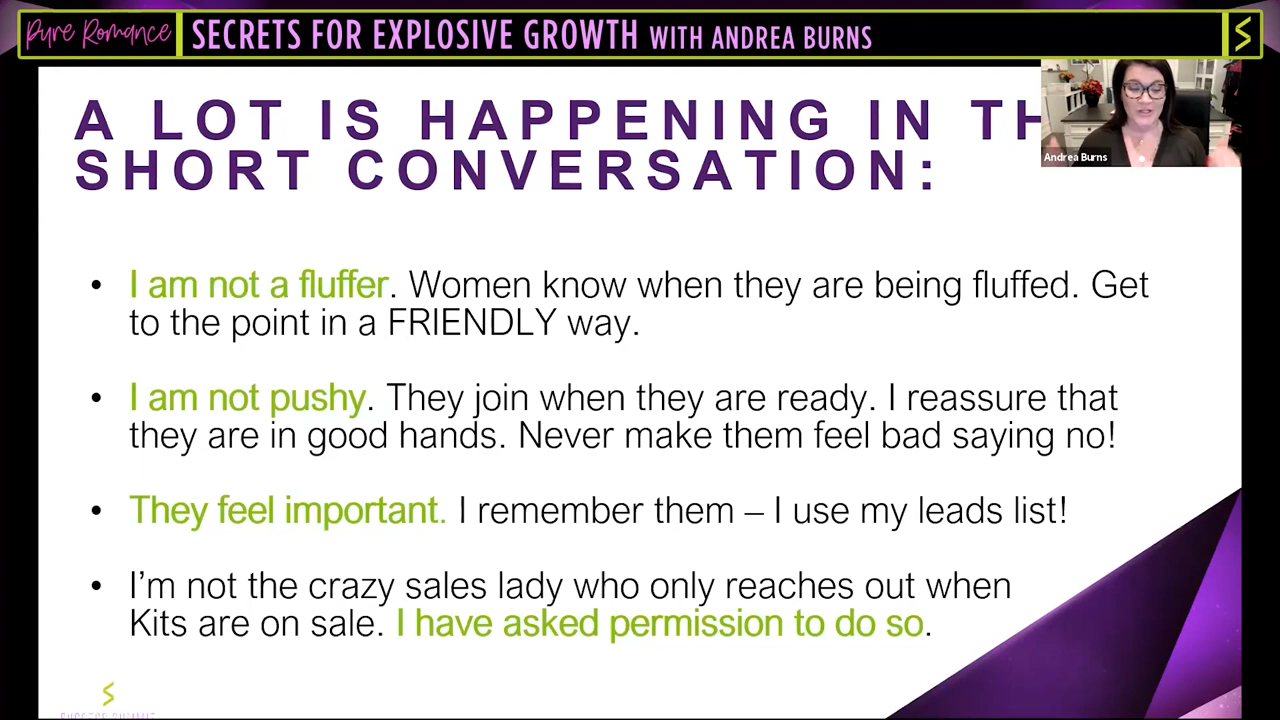 Pure Romance SECRETS FOR EXPLOSIVE GROWTH WITH ANDREA BURNS
A LOT IS HAPPENING IN
SHORT CONVERSATION:
Andrea Burns
• I am not a fluffer. Women know when they are being fluffed. Get
to the point in a FRIENDLY way.
• I am not pushy. They join when they are ready. I reassure that
they are in good hands. Never make them feel bad saying no!
• They feel important. I remember them – I use my leads list!
• I'm not the crazy sales lady who only reaches out when
Kits are on sale. I have asked permission to do so.